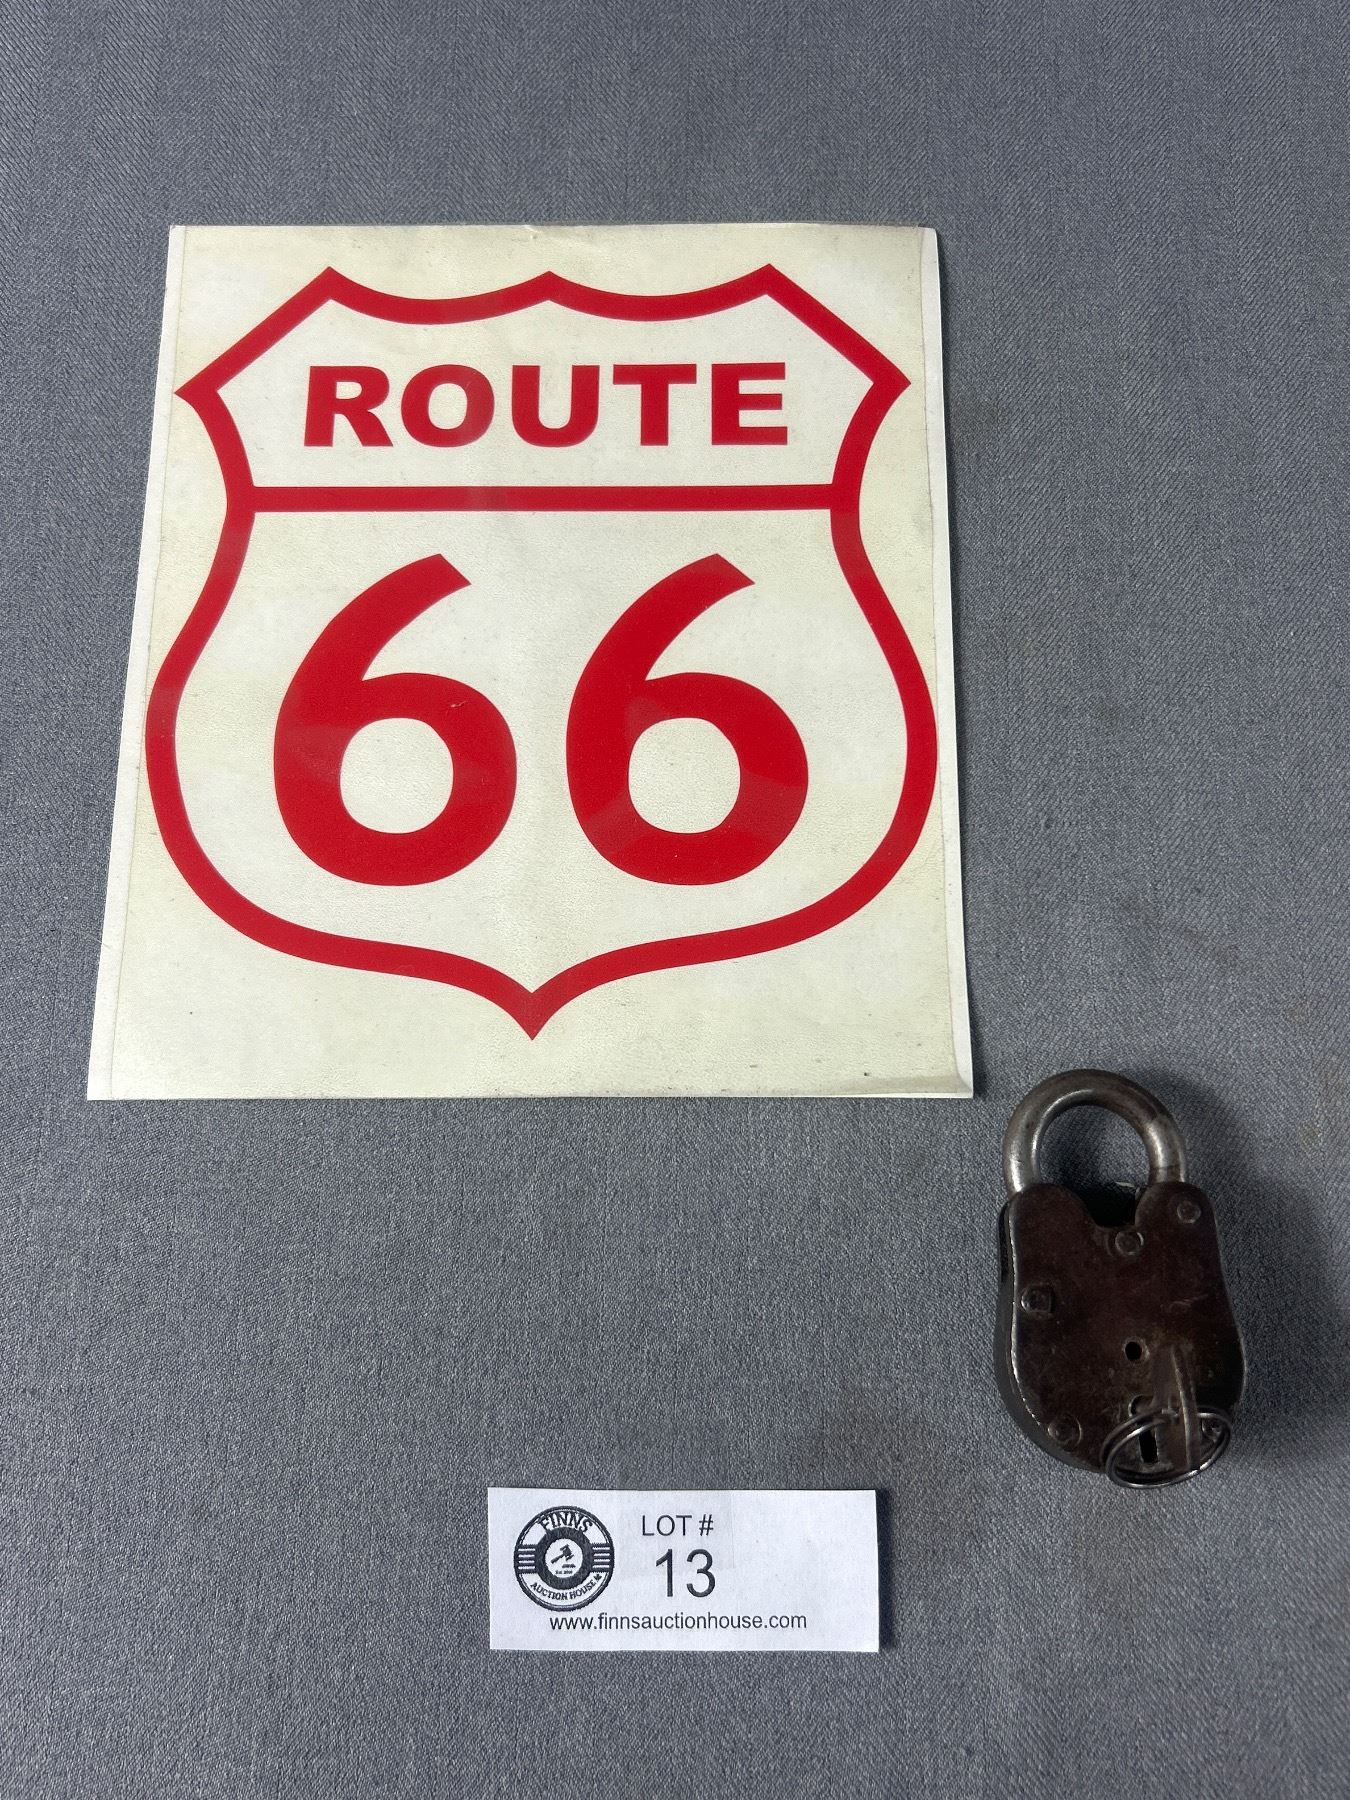 ROUTE
66
FINNS
AUCTION HOUSE
LOT #
13
www.finnsauctionhouse.com